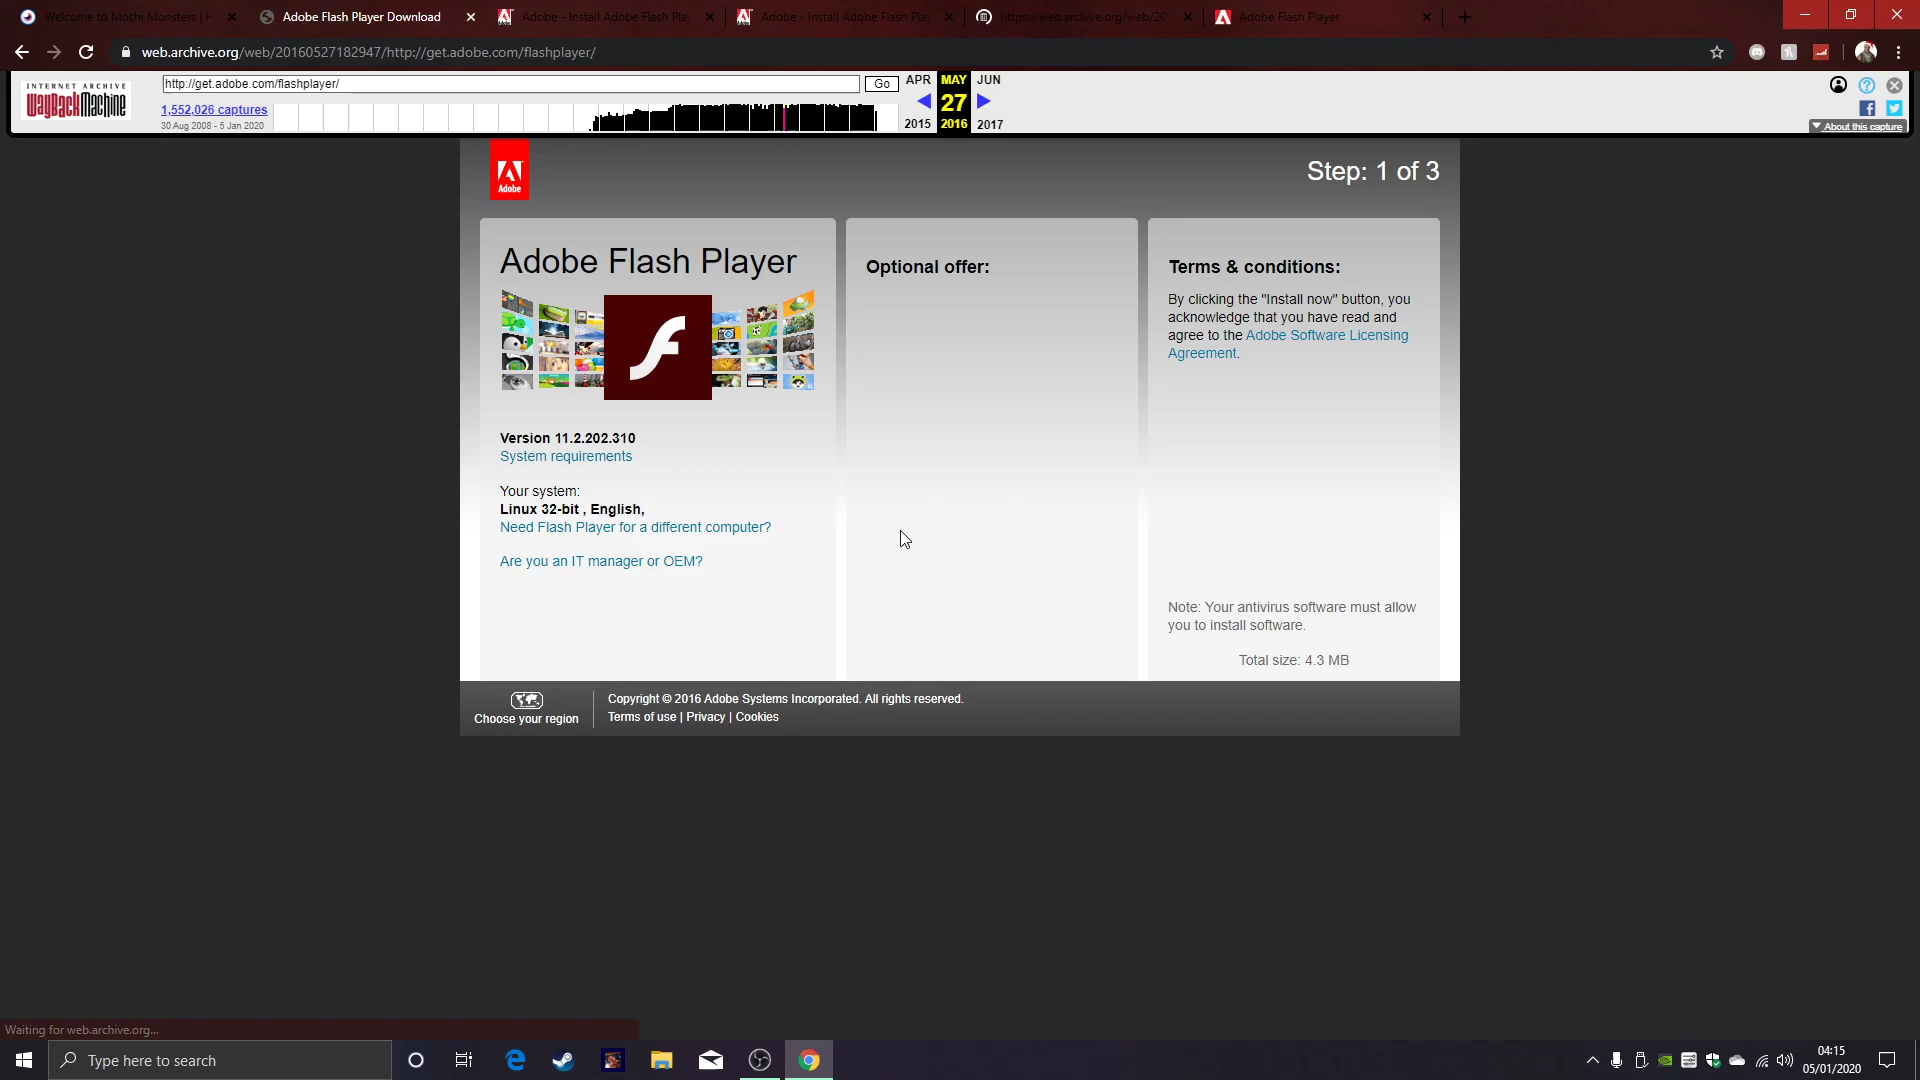 Welcome to Moshi Monsters | H
Adobe Flash Player Download
Adobe - Install Adobe Flash Pla
Adobe - Install Adobe Flash Pla
https://web.archive.org/web/20
Adobe Flash Player
web.archive.org/web/20160527182947/http://get.adobe.com/flashplayer/
INTERNET ARCHIVE
WayBackMachine
http://get.adobe.com/flashplayer/
Go
1,552,026 captures
30 Aug 2008 - 5 Jan 2020
APR MAY JUN
27
2015 2016 2017
About this capture
Adobe
Step: 1 of 3
Adobe Flash Player
Version 11.2.202.310
System requirements
Your system:
Linux 32-bit , English,
Need Flash Player for a different computer?
Are you an IT manager or OEM?
Optional offer:
Terms & conditions:
By clicking the "Install now" button, you
acknowledge that you have read and
agree to the Adobe Software Licensing
Agreement.
Note: Your antivirus software must allow
you to install software.
Total size: 4.3 MB
Choose your region
Copyright © 2016 Adobe Systems Incorporated. All rights reserved.
Terms of use | Privacy | Cookies
Waiting for web.archive.org...
Type here to search
04:15
05/01/2020